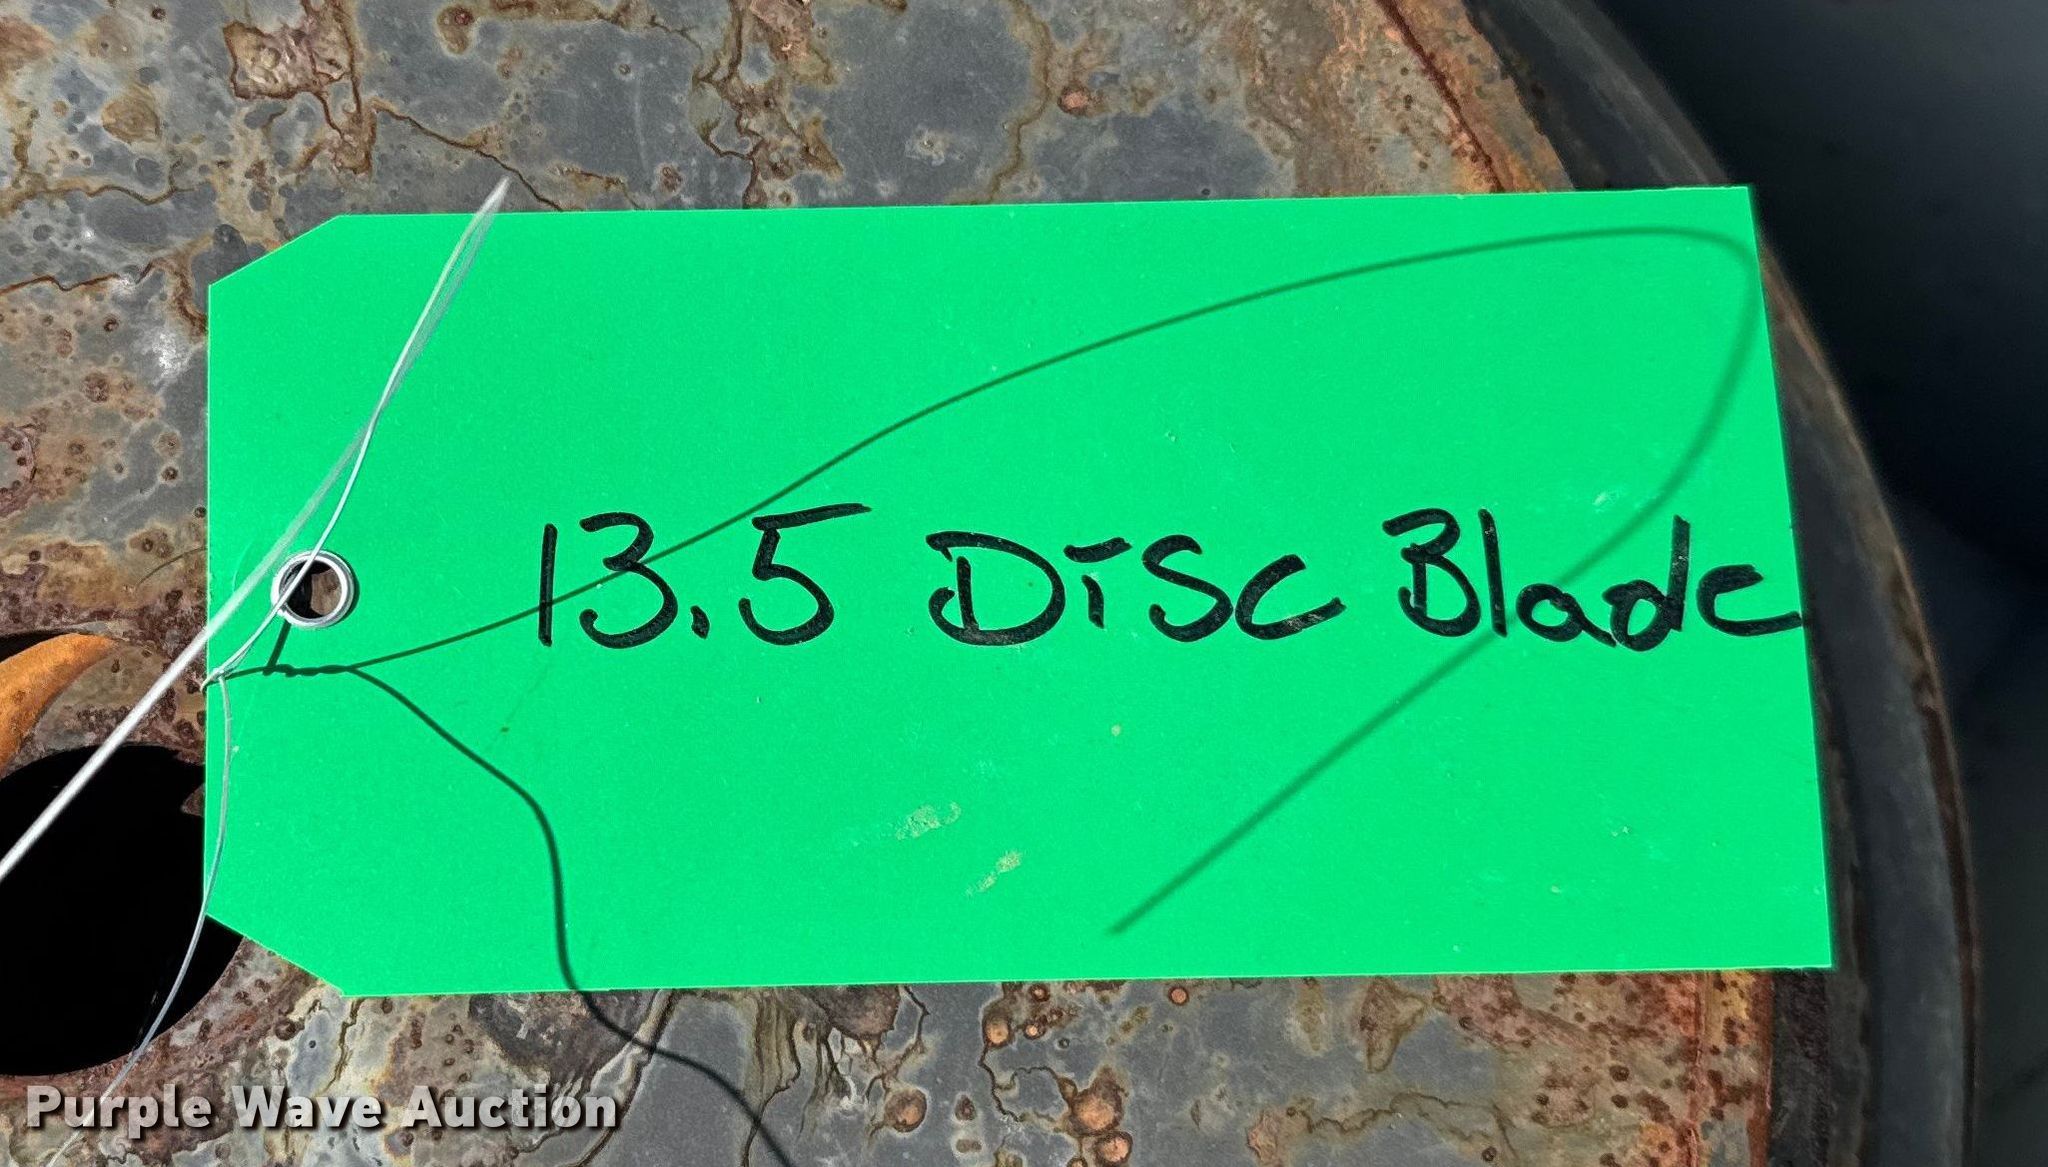 13.5 Disc Blade
Purple Wave Auction